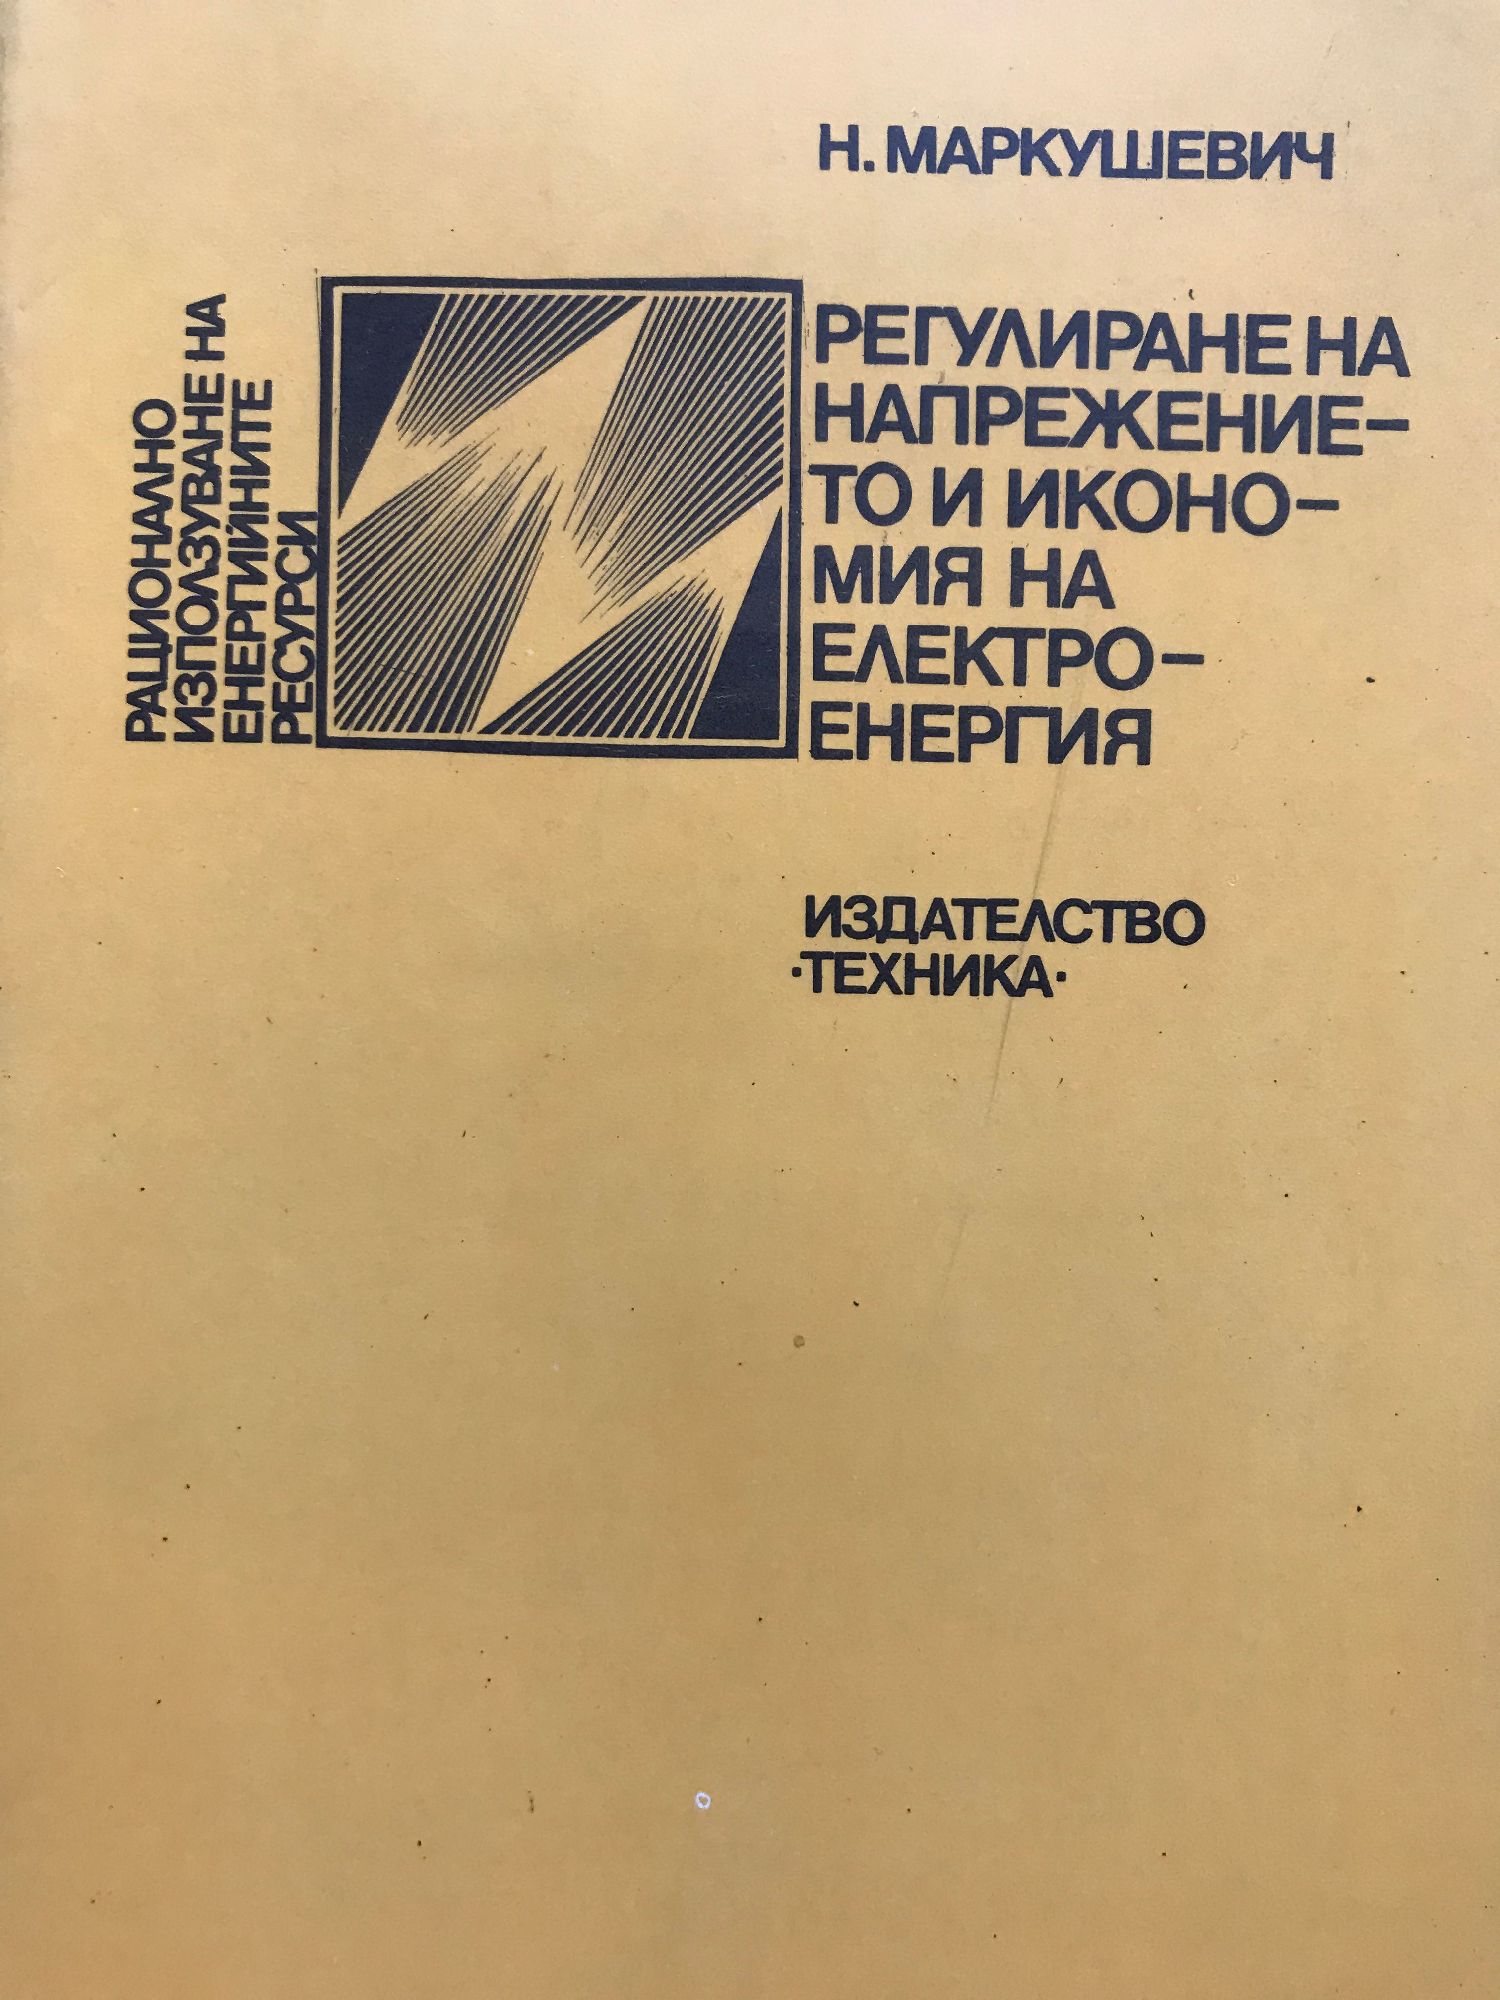 Н. МАРКУШЕВИЧ
РАЦИОНАЛНО
ИЗПОЛЗУВАНЕ НА
ЕНЕРГИЙНИТЕ
РЕСУРСИ
РЕГУЛИРАНЕ НА
НАПРЕЖЕНИЕ–
ТО И ИКОНО–
МИЯ НА
ЕЛЕКТРО–
ЕНЕРГИЯ
ИЗДАТЕЛСТВО
·ТЕХНИКА·